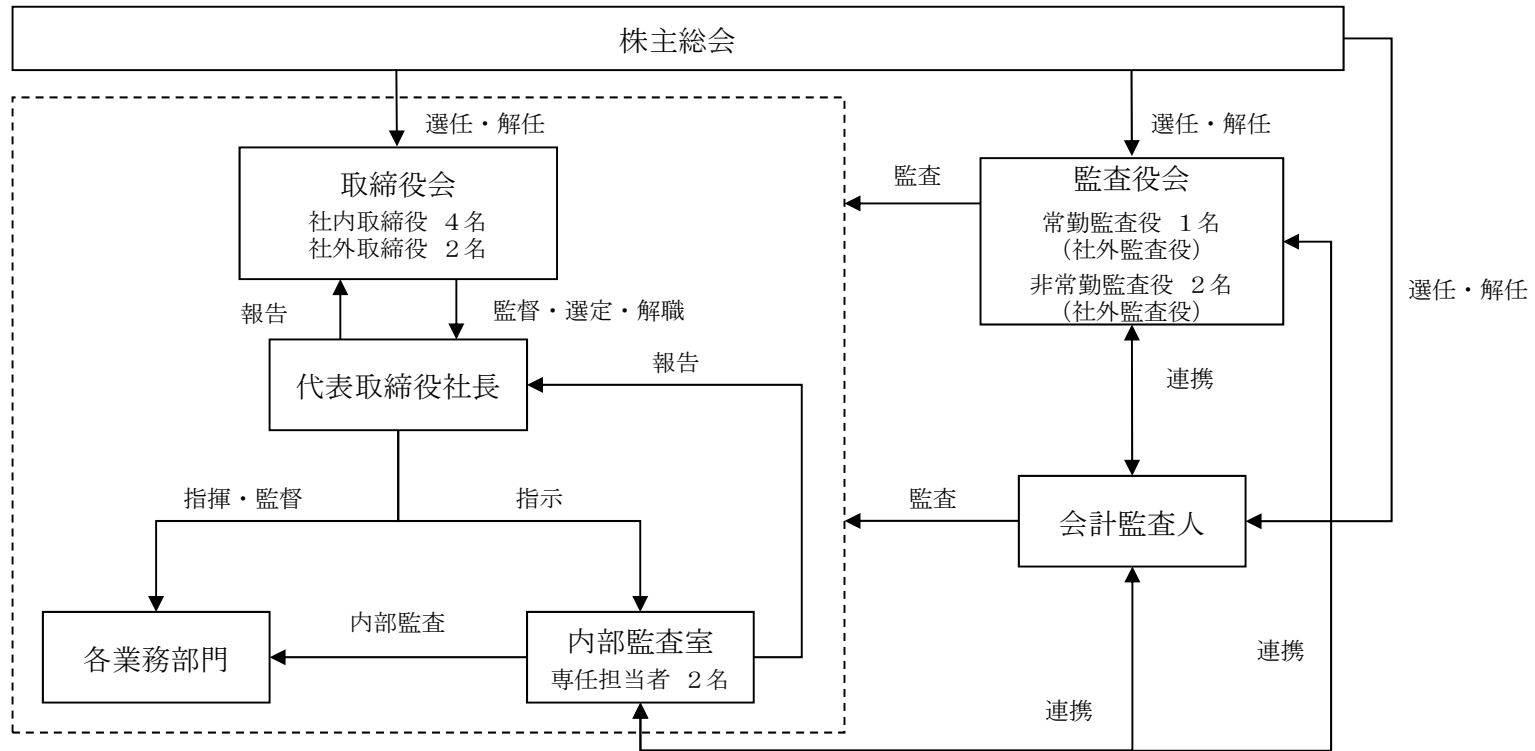 株主総会
選任・解任
選任・解任
取締役会
社内取締役 4名
社外取締役 2名
監査
監査役会
常勤監査役 1名
(社外監査役)
非常勤監査役 2名
(社外監査役)
選任・解任
報告
監督・選定・解職
代表取締役社長
報告
連携
指揮・監督
指示
監査
会計監査人
各業務部門
内部監査
内部監査室
専任担当者 2名
連携
連携